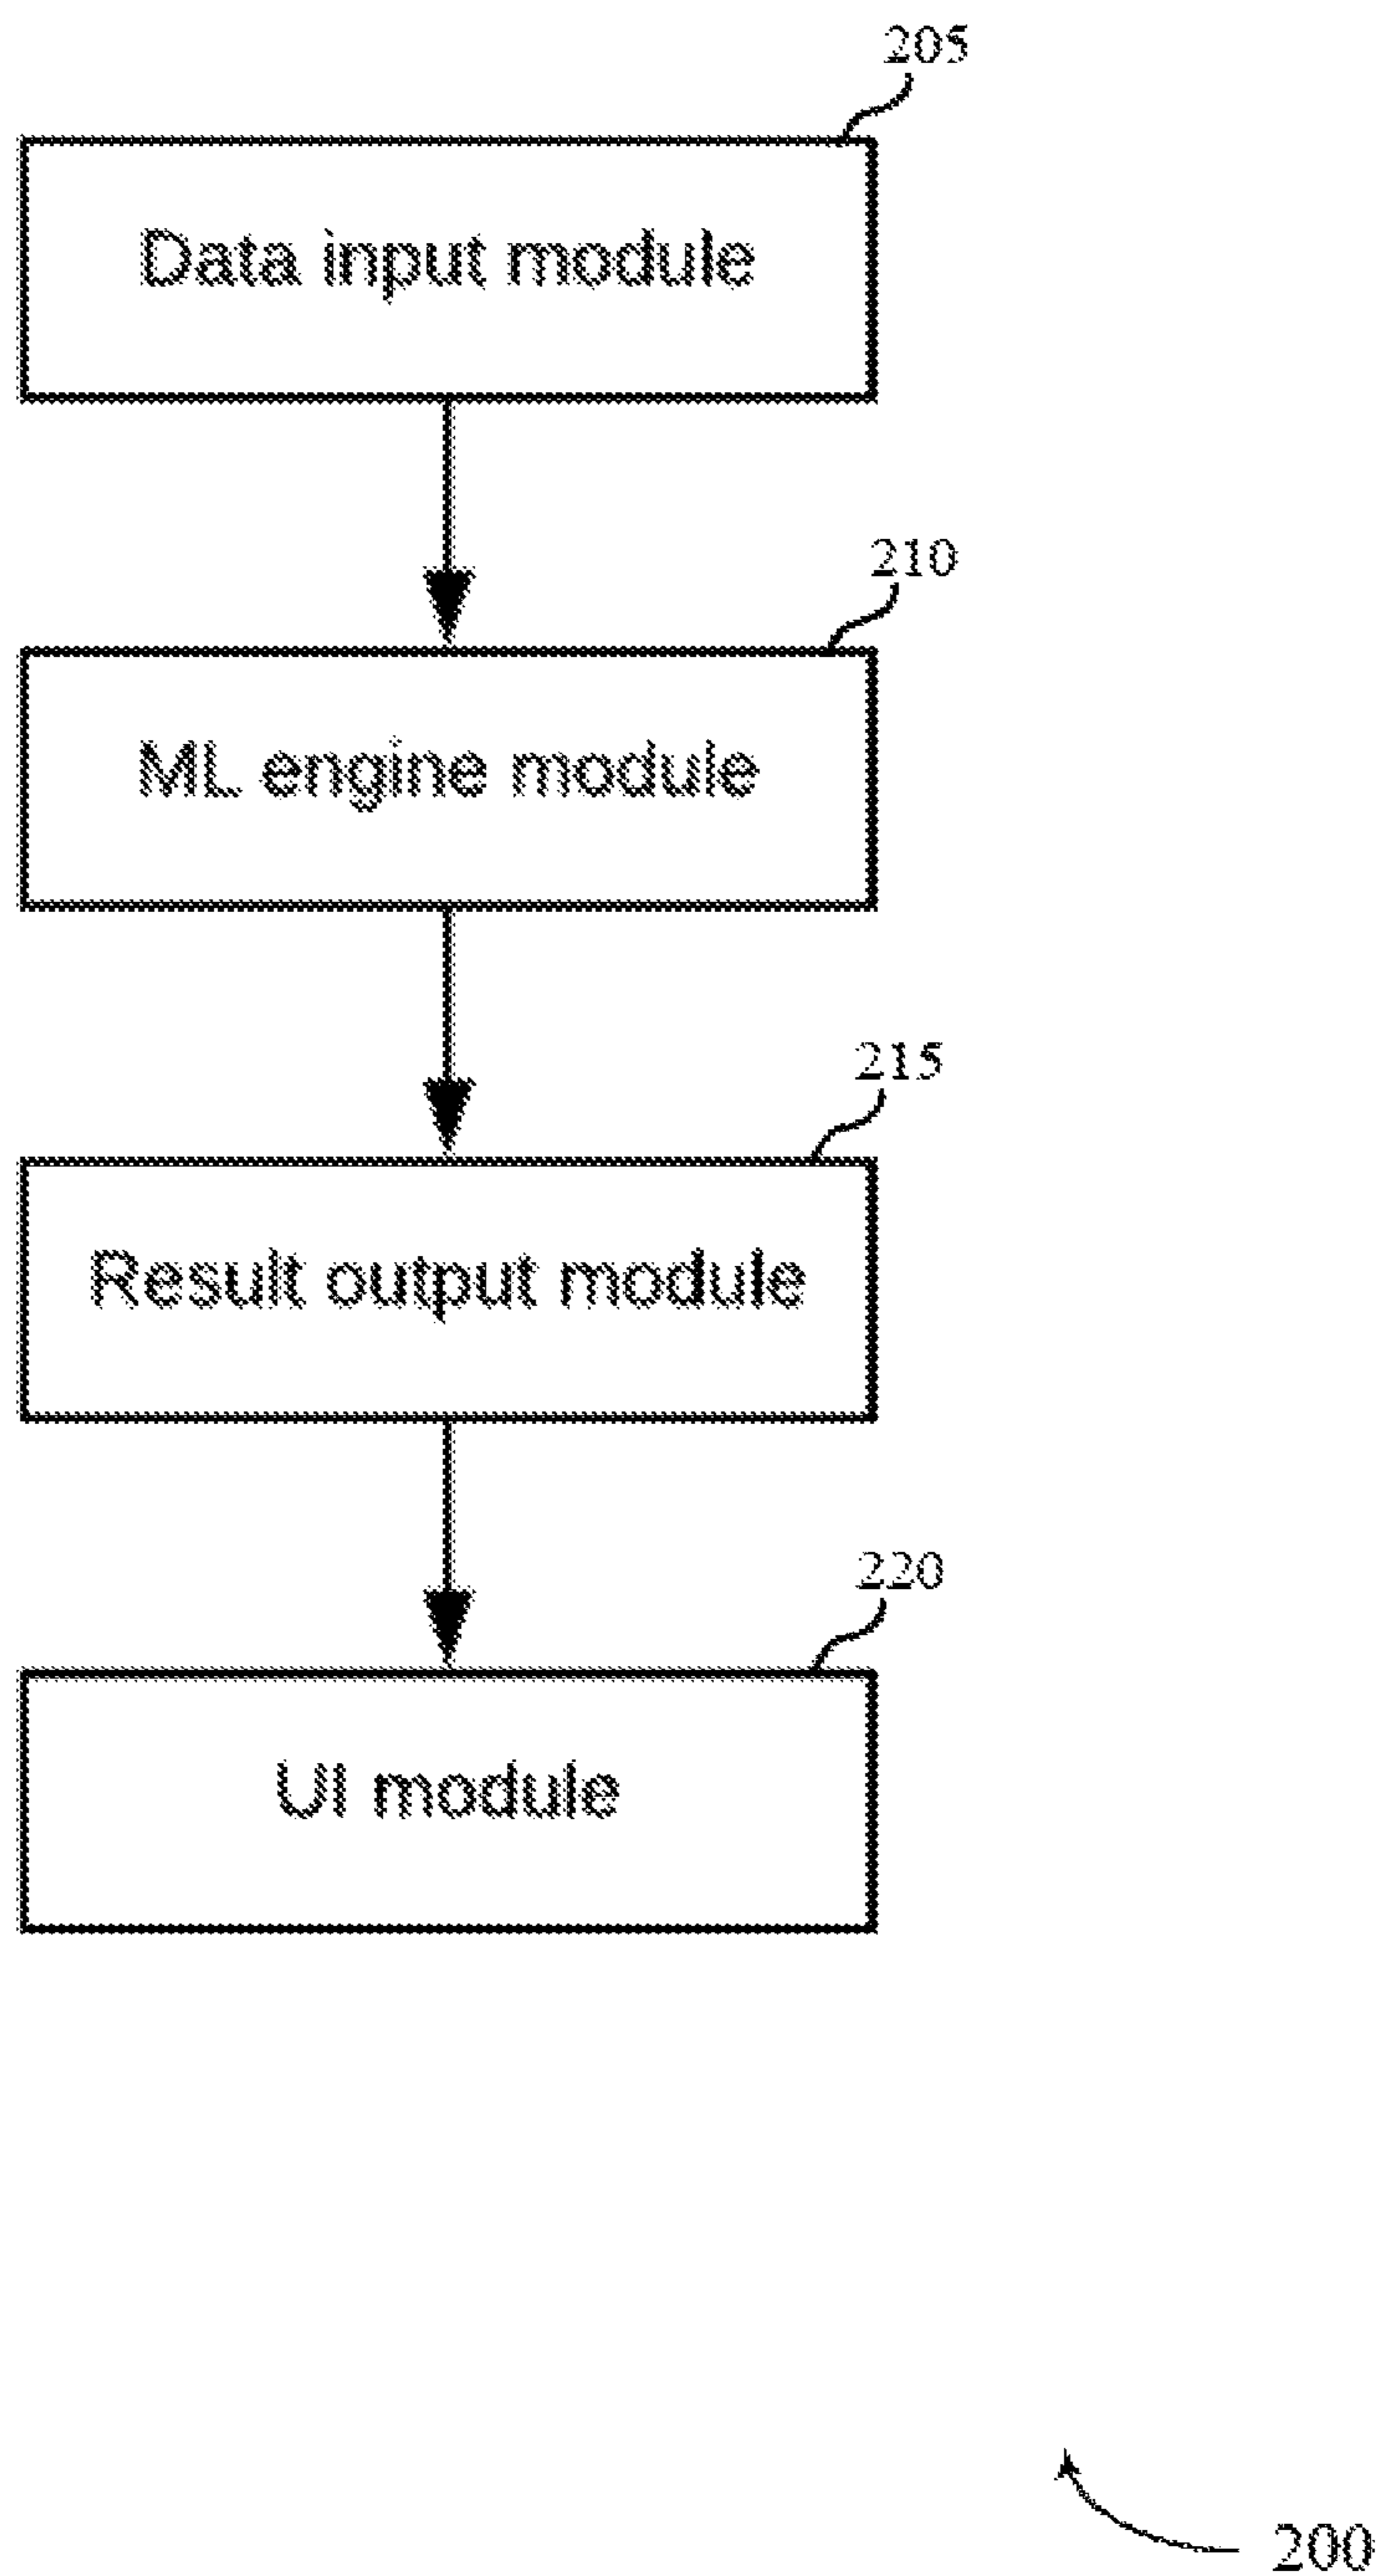 205
Data input module
210
ML engine module
215
Result output module
220
UI module
200